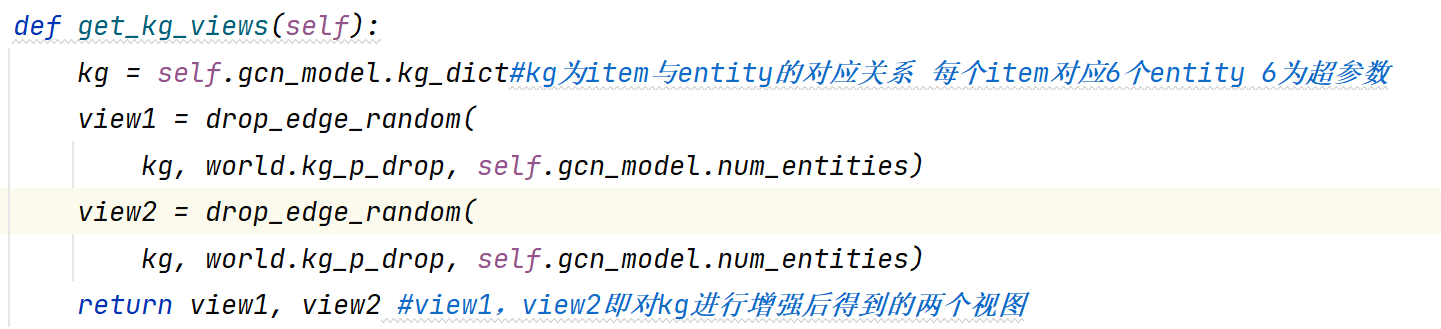 def get_kg_views(self):
    kg = self.gcn_model.kg_dict#kg为item与entity的对应关系 每个item对应6个entity 6为超参数
    view1 = drop_edge_random(
        kg, world.kg_p_drop, self.gcn_model.num_entities)
    view2 = drop_edge_random(
        kg, world.kg_p_drop, self.gcn_model.num_entities)
    return view1, view2 #view1，view2即对kg进行增强后得到的两个视图